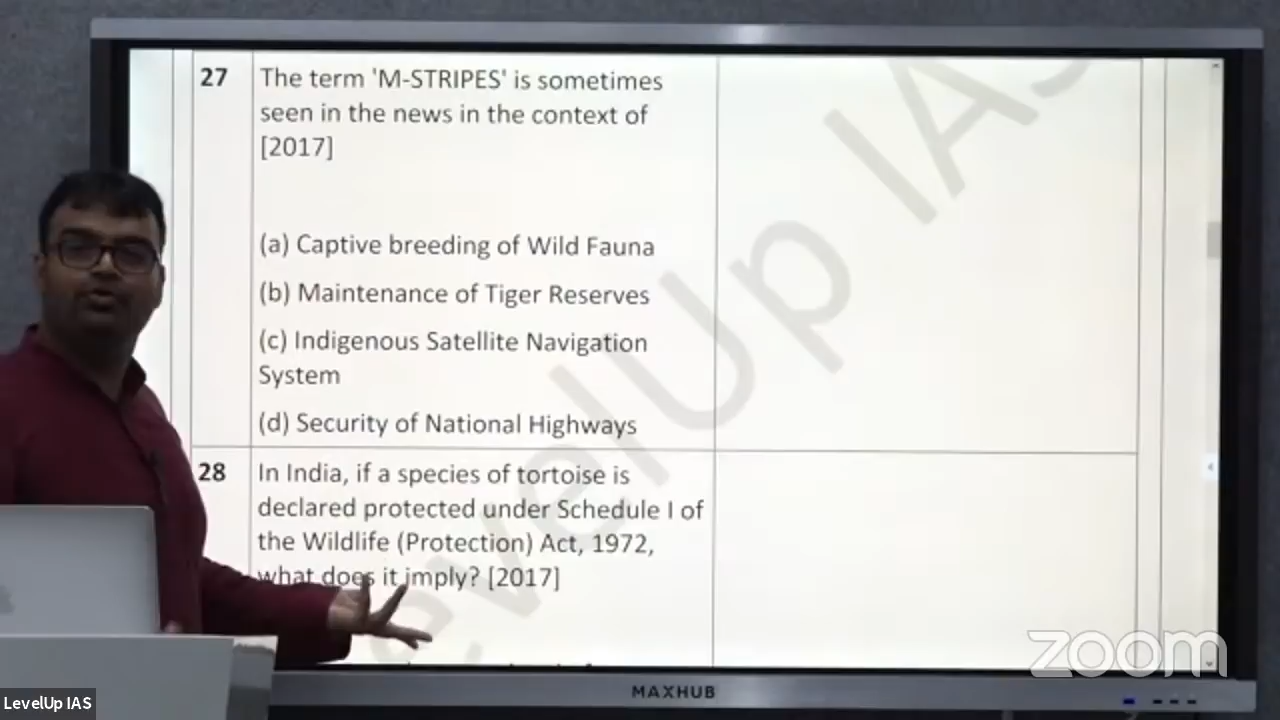 27
The term 'M-STRIPES' is sometimes
seen in the news in the context of
[2017]
(a) Captive breeding of Wild Fauna
(b) Maintenance of Tiger Reserves
(c) Indigenous Satellite Navigation
System
(d) Security of National Highways
28
In India, if a species of tortoise is
declared protected under Schedule I of
the Wildlife (Protection) Act, 1972,
what does it imply? [2017]
LevelUp IAS
zoom
MAXHUB
LevelUp IAS